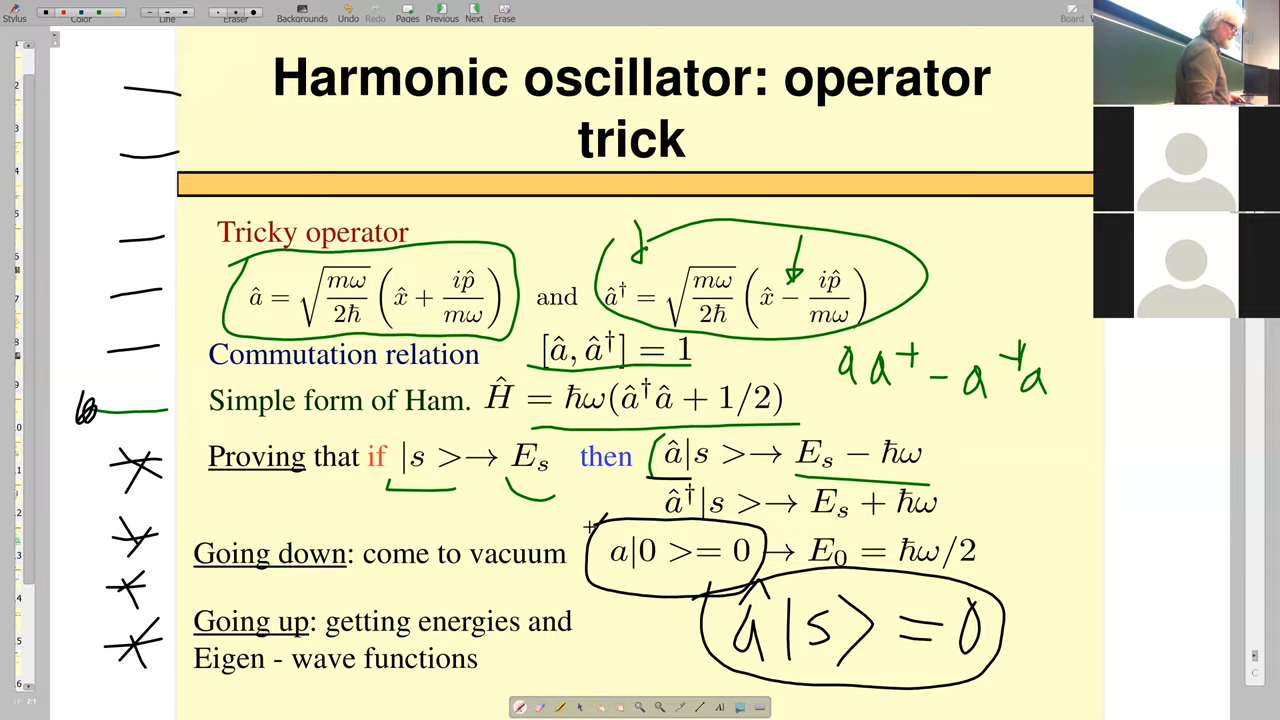 Stylus Color Line Eraser Backgrounds Undo Redo Pages Previous Next Erase Board
Harmonic oscillator: operator
trick
Tricky operator
â = √(mω/2ħ) (x̂ + ip̂/mω) and â† = √(mω/2ħ) (x̂ − ip̂/mω)
Commutation relation [â, â†] = 1
a a† − a†a
Simple form of Ham. Ĥ = ħω(â†â + 1/2)
Proving that if |s >→ E_s then â|s >→ E_s − ħω
â†|s >→ E_s + ħω
Going down: come to vacuum a|0 >= 0 → E_0 = ħω/2
Going up: getting energies and
Eigen - wave functions
â|s⟩ = 0